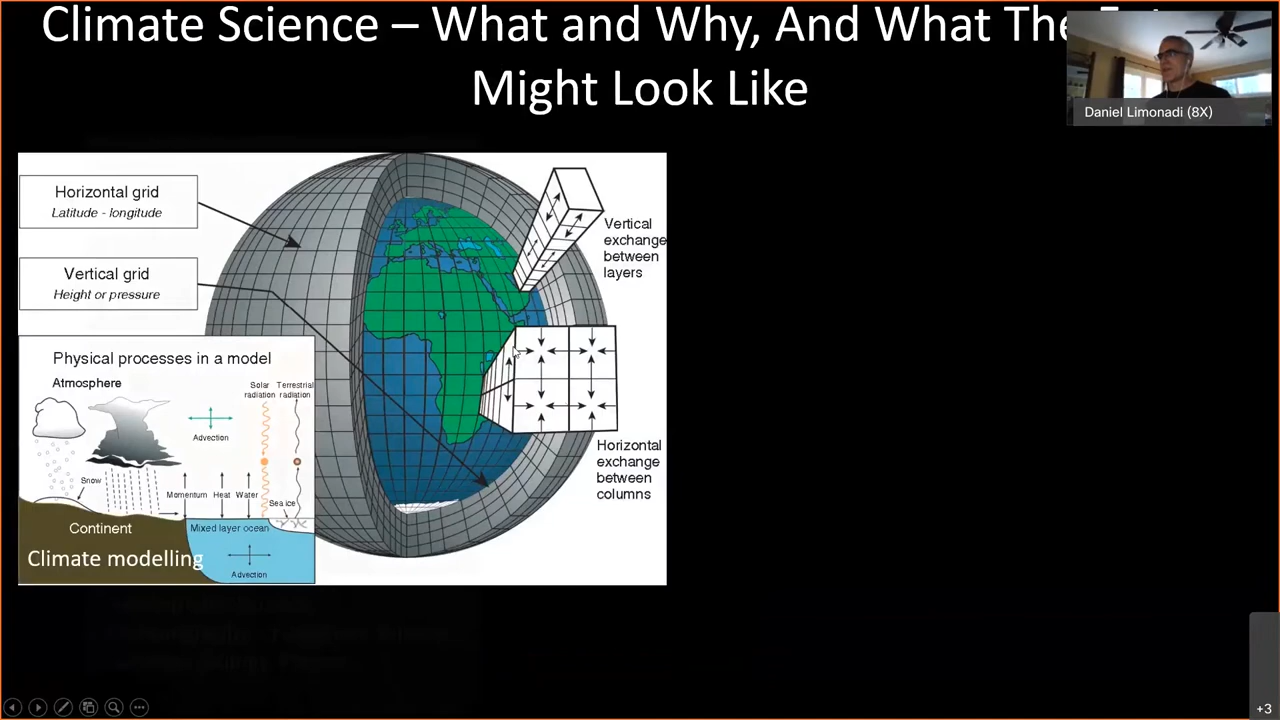 Climate Science – What and Why, And What The
Might Look Like
Daniel Limonadi (8X)
Horizontal grid
Latitude - longitude
Vertical grid
Height or pressure
Vertical
exchange
between
layers
Physical processes in a model
Atmosphere
Solar
radiation
Terrestrial
radiation
Advection
Snow
Momentum
Heat
Water
Sea ice
Continent
Mixed layer ocean
Climate modelling
Advection
Horizontal
exchange
between
columns
+3